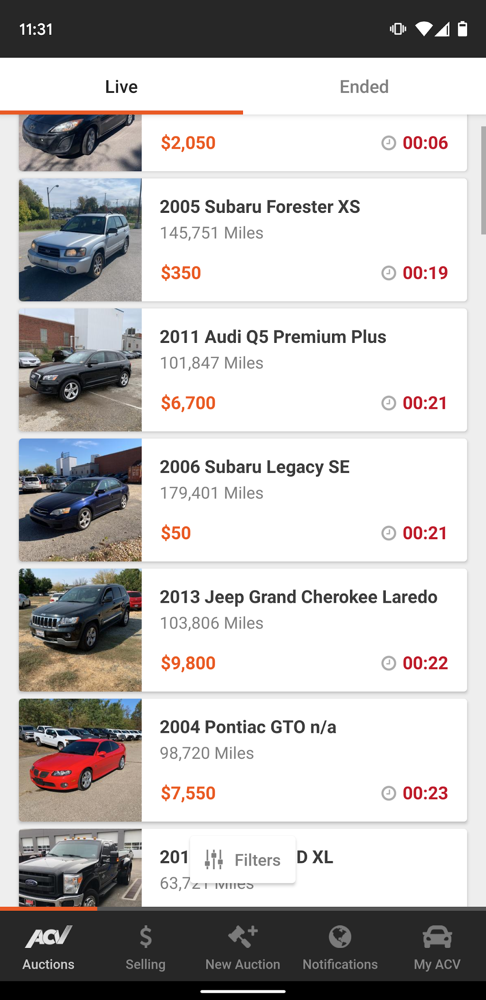 11:31
Live
Ended
$2,050
00:06
2005 Subaru Forester XS
145,751 Miles
$350
00:19
2011 Audi Q5 Premium Plus
101,847 Miles
$6,700
00:21
2006 Subaru Legacy SE
179,401 Miles
$50
00:21
2013 Jeep Grand Cherokee Laredo
103,806 Miles
$9,800
00:22
2004 Pontiac GTO n/a
98,720 Miles
$7,550
00:23
201 D XL
Filters
63,721 Miles
ACV
Auctions
Selling
New Auction
Notifications
My ACV